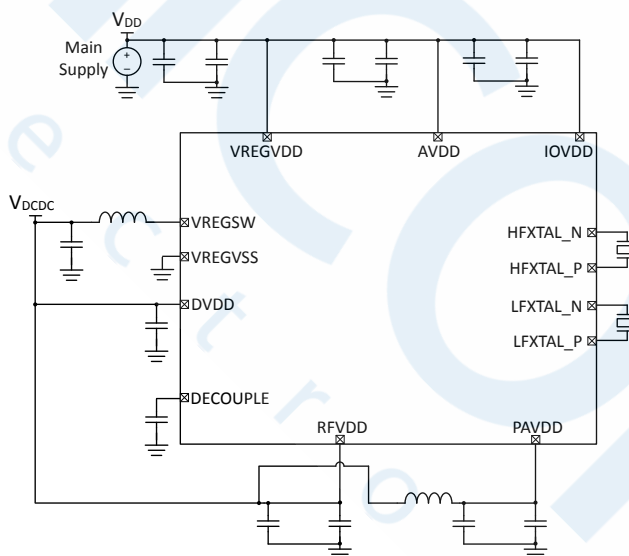 VDD
Main
Supply
VREGVDD
AVDD
IOVDD
VDCDC
VREGSW
VREGVSS
DVDD
DECOUPLE
HFXTAL_N
HFXTAL_P
LFXTAL_N
LFXTAL_P
RFVDD
PAVDD
e c t r o